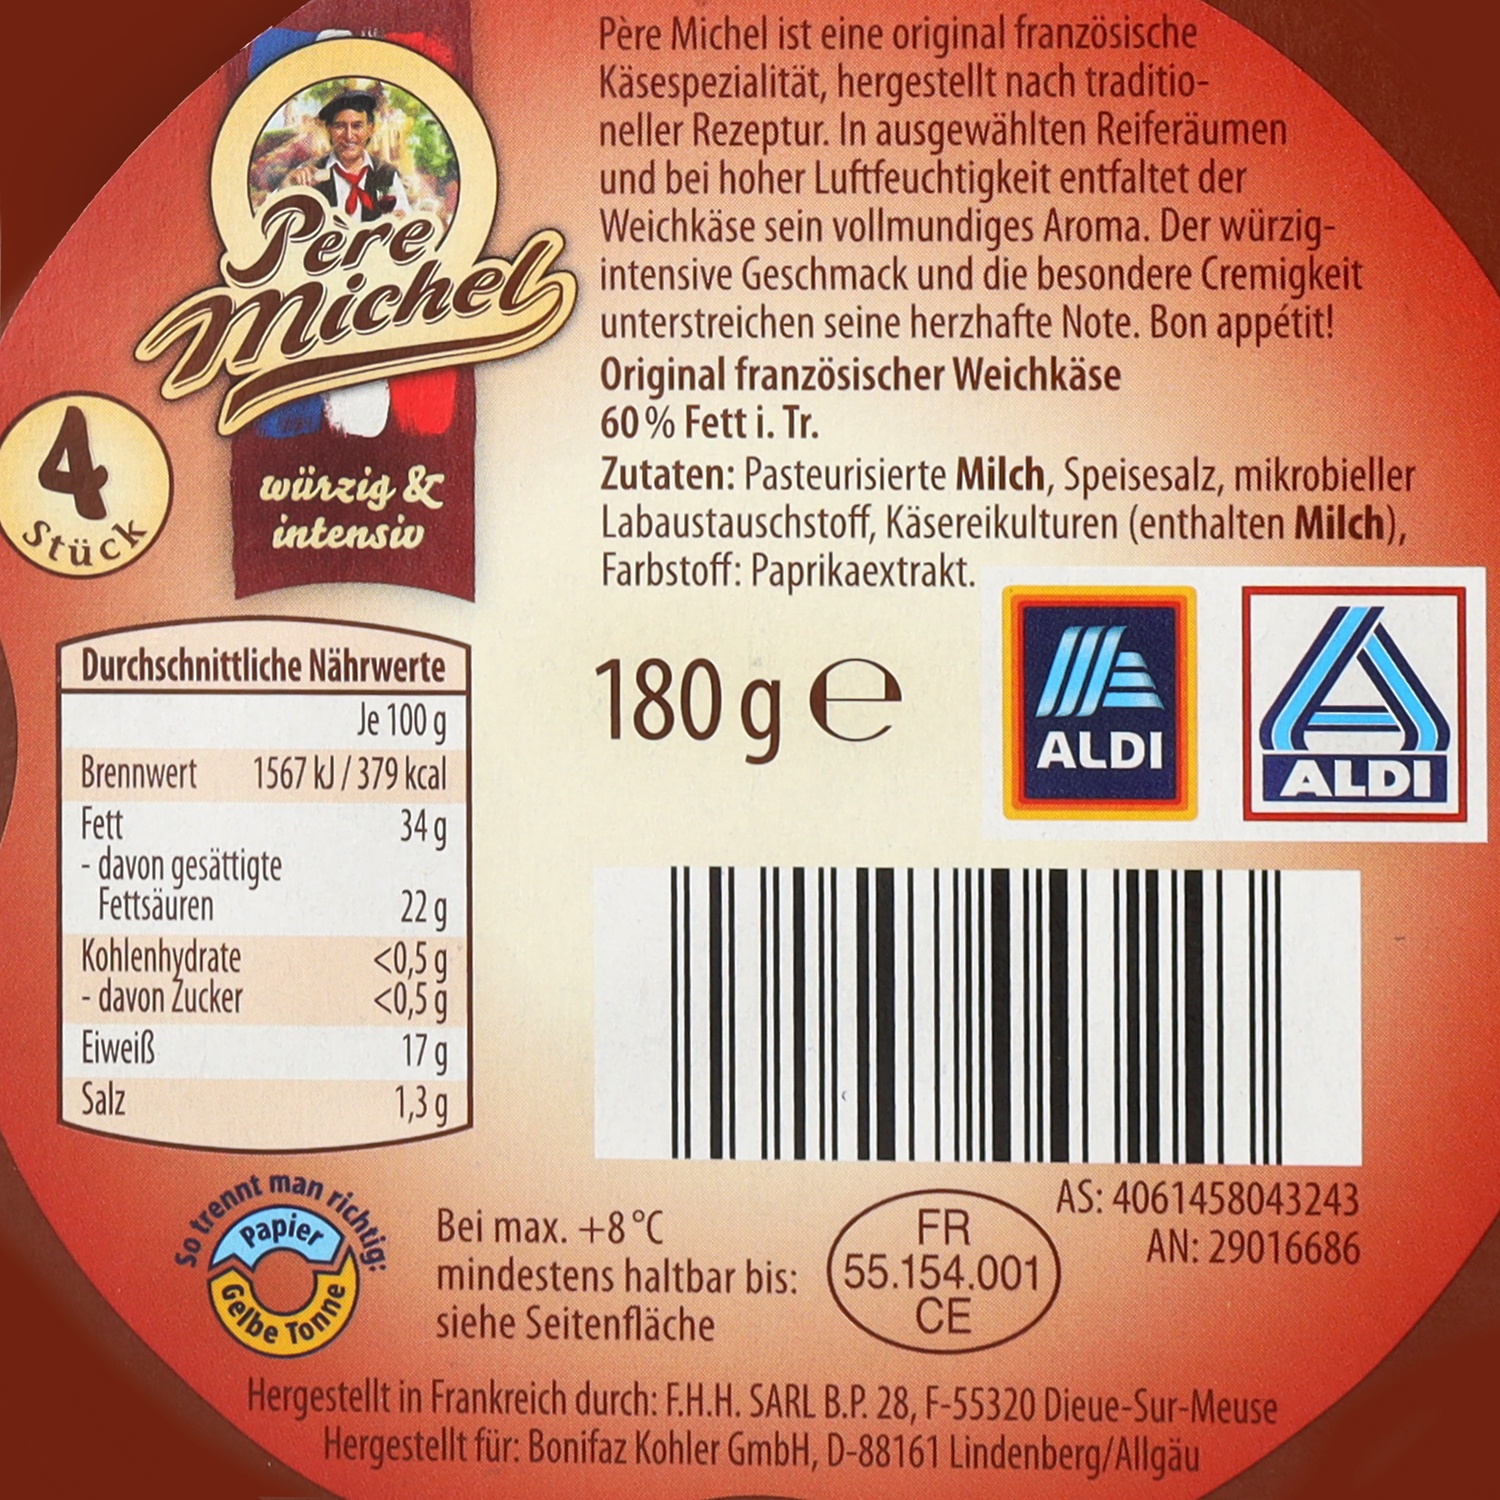 Père
Michel
würzig &
intensiv
4
Stück
Père Michel ist eine original französische
Käsespezialität, hergestellt nach traditio-
neller Rezeptur. In ausgewählten Reiferäumen
und bei hoher Luftfeuchtigkeit entfaltet der
Weichkäse sein vollmundiges Aroma. Der würzig-
intensive Geschmack und die besondere Cremigkeit
unterstreichen seine herzhafte Note. Bon appétit!
Original französischer Weichkäse
60% Fett i. Tr.
Zutaten: Pasteurisierte Milch, Speisesalz, mikrobieller
Labaustauschstoff, Käsereikulturen (enthalten Milch),
Farbstoff: Paprikaextrakt.
180 g ℮
ALDI
ALDI
Durchschnittliche Nährwerte
Je 100 g
Brennwert 1567 kJ / 379 kcal
Fett 34 g
- davon gesättigte
Fettsäuren 22 g
Kohlenhydrate <0,5 g
- davon Zucker <0,5 g
Eiweiß 17 g
Salz 1,3 g
AS: 4061458043243
AN: 29016686
So trennt man richtig:
Papier
Gelbe Tonne
Bei max. +8 °C
mindestens haltbar bis:
siehe Seitenfläche
FR
55.154.001
CE
Hergestellt in Frankreich durch: F.H.H. SARL B.P. 28, F-55320 Dieue-Sur-Meuse
Hergestellt für: Bonifaz Kohler GmbH, D-88161 Lindenberg/Allgäu